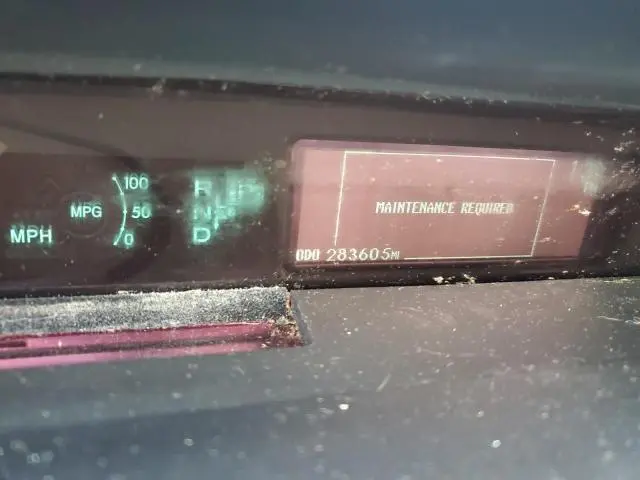 100
MPG 50
MPH 0
R
N
D
MAINTENANCE REQUIRED
ODO 283605 MI